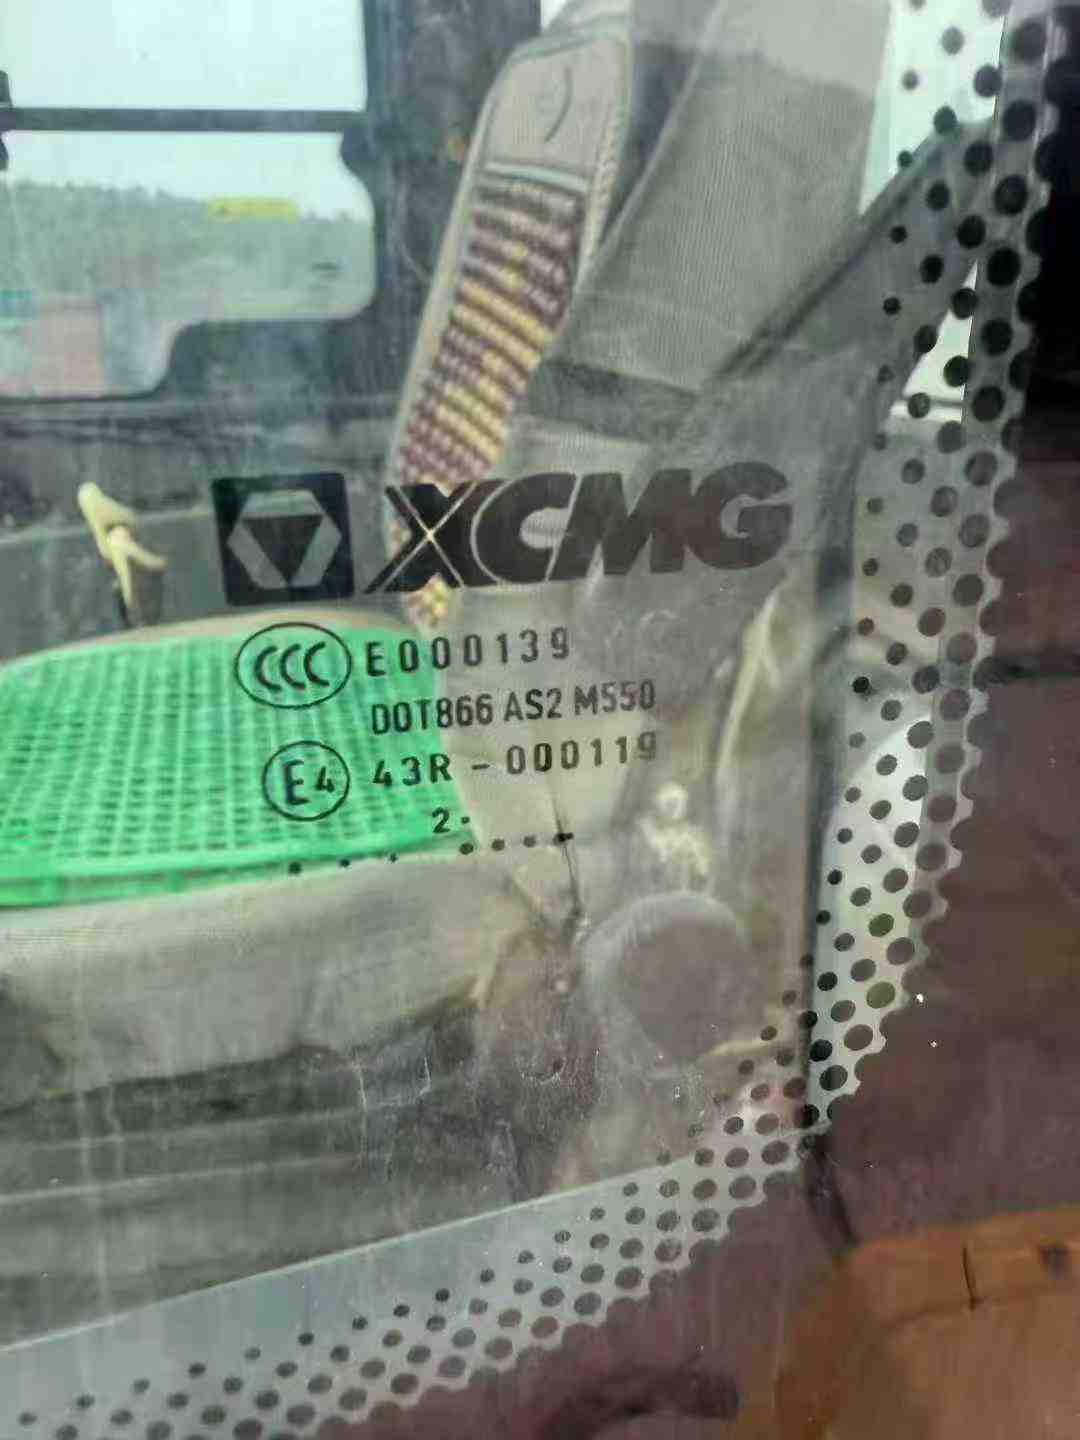 XCMG
CCC E000139
DOT866 AS2 M550
E4 43R-000119
2·